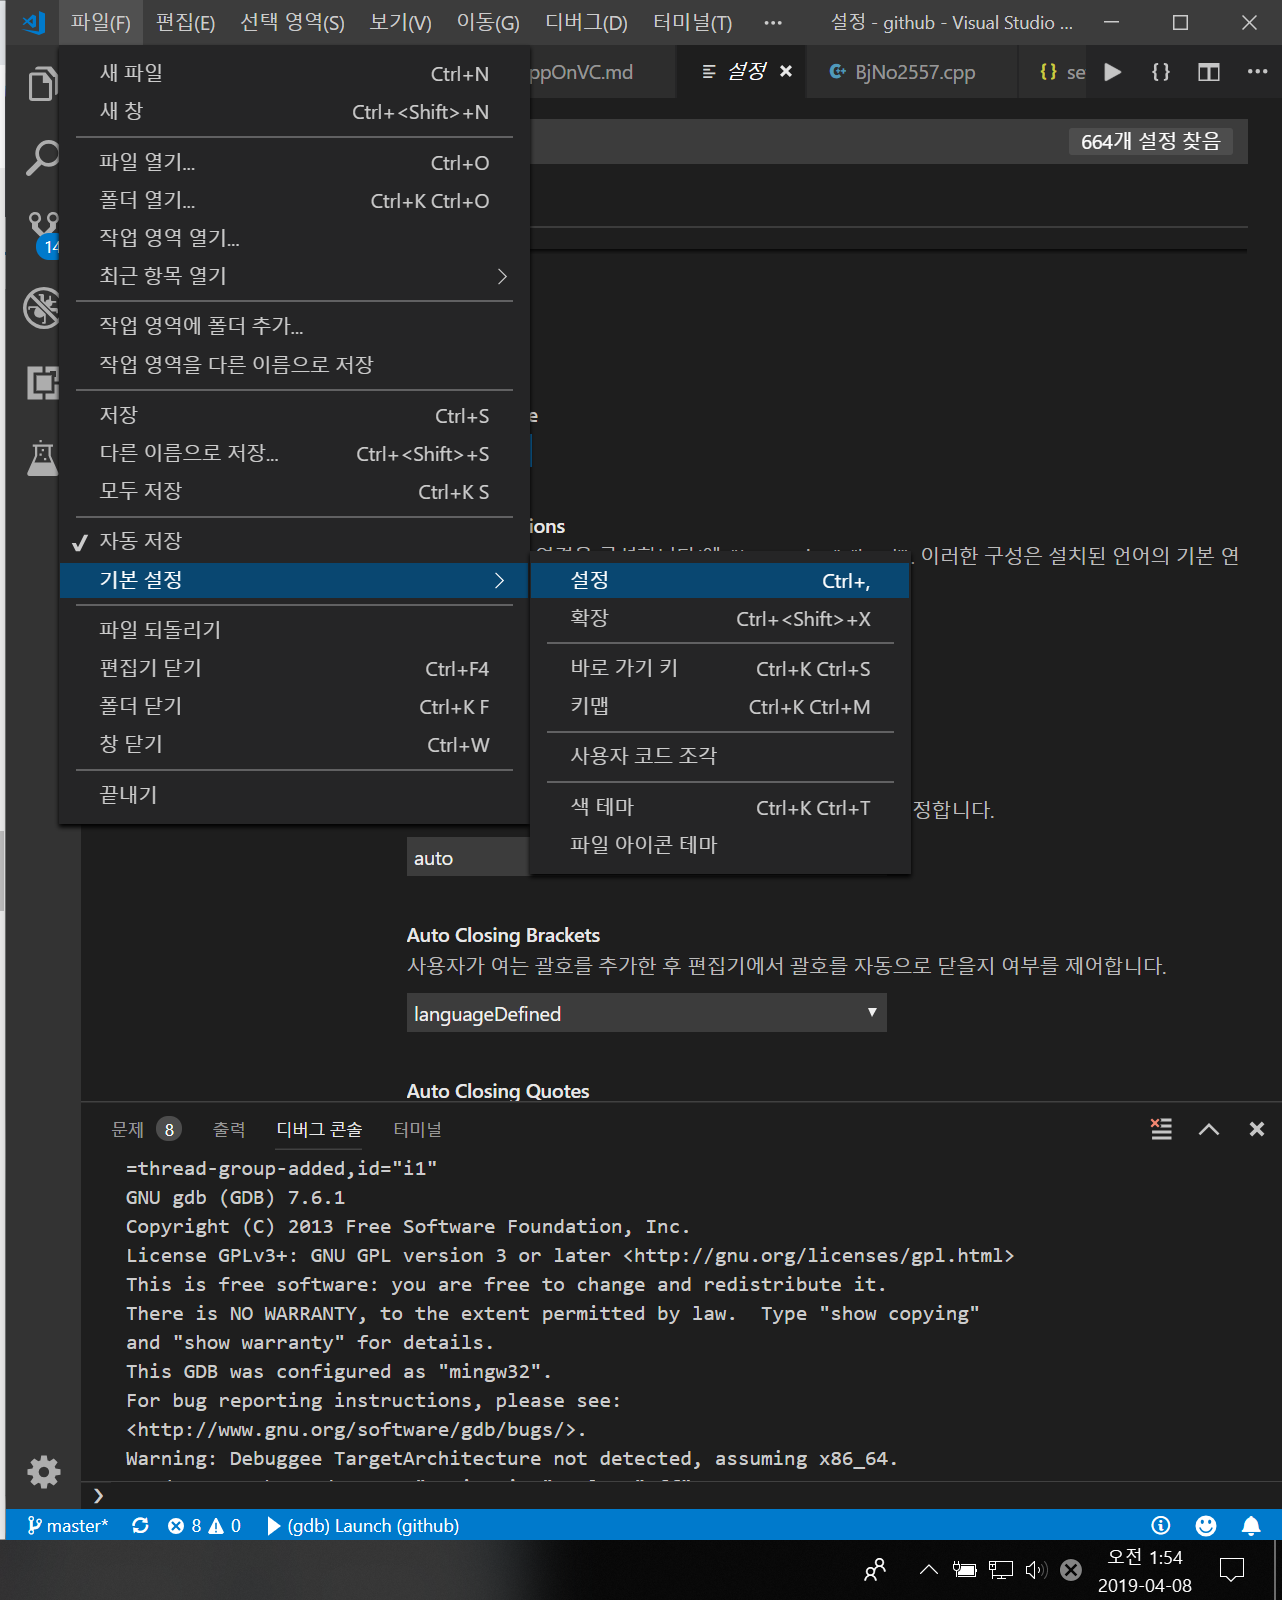 파일(F) 편집(E) 선택 영역(S) 보기(V) 이동(G) 디버그(D) 터미널(T) ··· 설정 - github - Visual Studio ...
ppOnVC.md 설정 BjNo2557.cpp {} se {} ···
새 파일 Ctrl+N
새 창 Ctrl+<Shift>+N
664개 설정 찾음
파일 열기... Ctrl+O
폴더 열기... Ctrl+K Ctrl+O
작업 영역 열기...
14
최근 항목 열기
작업 영역에 폴더 추가...
작업 영역을 다른 이름으로 저장
저장 Ctrl+S
e
다른 이름으로 저장... Ctrl+<Shift>+S
모두 저장 Ctrl+K S
ions
자동 저장
이러한 구성은 설치된 언어의 기본 연
기본 설정
설정 Ctrl+,
확장 Ctrl+<Shift>+X
파일 되돌리기
편집기 닫기 Ctrl+F4
바로 가기 키 Ctrl+K Ctrl+S
폴더 닫기 Ctrl+K F
키맵 Ctrl+K Ctrl+M
창 닫기 Ctrl+W
사용자 코드 조각
끝내기
색 테마 Ctrl+K Ctrl+T
정합니다.
파일 아이콘 테마
auto
Auto Closing Brackets
사용자가 여는 괄호를 추가한 후 편집기에서 괄호를 자동으로 닫을지 여부를 제어합니다.
languageDefined
Auto Closing Quotes
문제 8 출력 디버그 콘솔 터미널
=thread-group-added,id="i1"
GNU gdb (GDB) 7.6.1
Copyright (C) 2013 Free Software Foundation, Inc.
License GPLv3+: GNU GPL version 3 or later <http://gnu.org/licenses/gpl.html>
This is free software: you are free to change and redistribute it.
There is NO WARRANTY, to the extent permitted by law.  Type "show copying"
and "show warranty" for details.
This GDB was configured as "mingw32".
For bug reporting instructions, please see:
<http://www.gnu.org/software/gdb/bugs/>.
Warning: Debuggee TargetArchitecture not detected, assuming x86_64.
master* 8 0 (gdb) Launch (github)
오전 1:54
2019-04-08